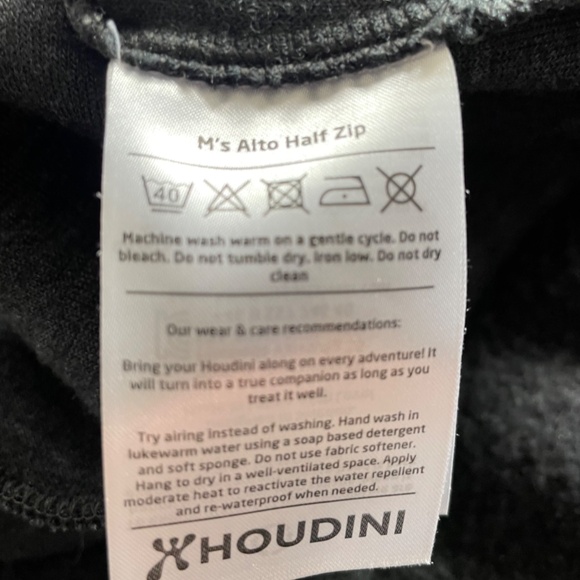 M's Alto Half Zip
40
Machine wash warm on a gentle cycle. Do not
bleach. Do not tumble dry. Iron low. Do not dry
clean
Our wear & care recommendations:
Bring your Houdini along on every adventure! It
will turn into a true companion as long as you
treat it well.
Try airing instead of washing. Hand wash in
lukewarm water using a soap based detergent
and soft sponge. Do not use fabric softener.
Hang to dry in a well-ventilated space. Apply
moderate heat to reactivate the water repellent
and re-waterproof when needed.
HOUDINI